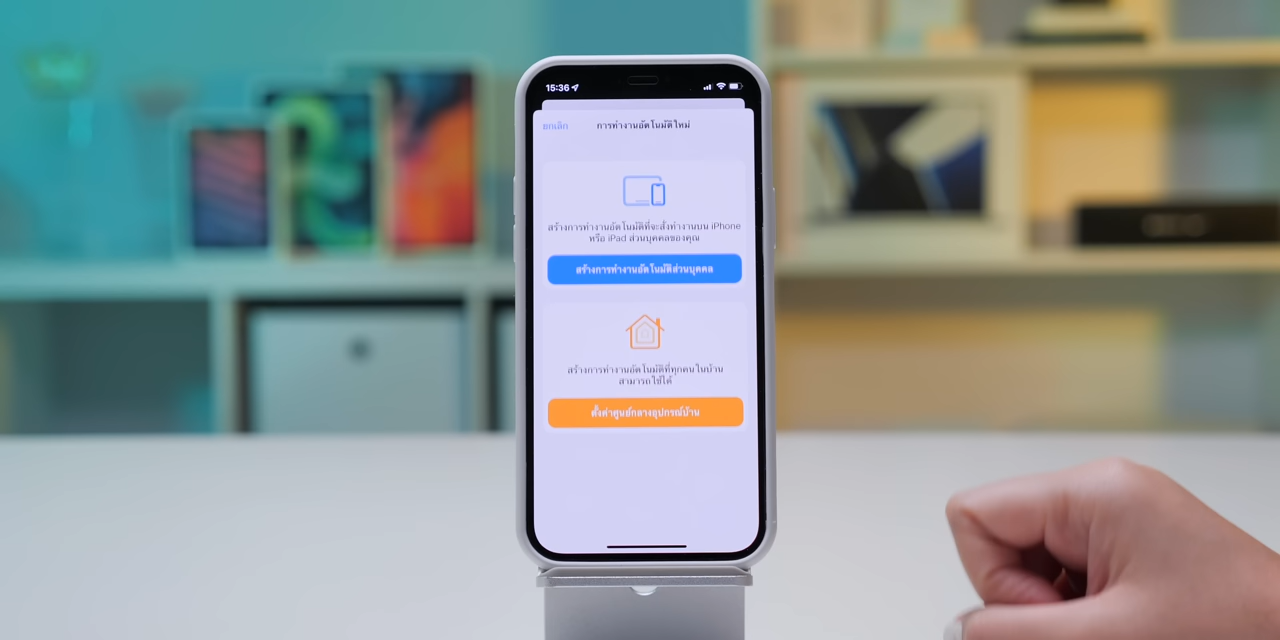 15:36
ยกเลิก
การทำงานอัตโนมัติใหม่
สร้างการทำงานอัตโนมัติที่จะสั่งทำงานบน iPhone
หรือ iPad ส่วนบุคคลของคุณ
สร้างการทำงานอัตโนมัติส่วนบุคคล
สร้างการทำงานอัตโนมัติที่ทุกคนในบ้าน
สามารถใช้ได้
ตั้งค่าศูนย์กลางอุปกรณ์บ้าน